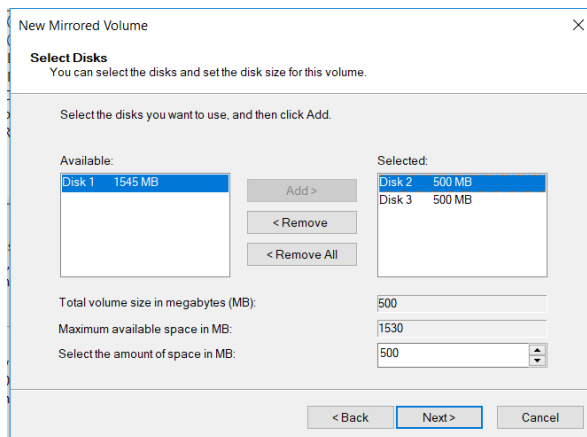 New Mirrored Volume
Select Disks
You can select the disks and set the disk size for this volume.
Select the disks you want to use, and then click Add.
Available:
Selected:
Disk 1 1545 MB
Add >
Disk 2 500 MB
Disk 3 500 MB
< Remove
< Remove All
Total volume size in megabytes (MB): 500
Maximum available space in MB: 1530
Select the amount of space in MB: 500
< Back Next > Cancel